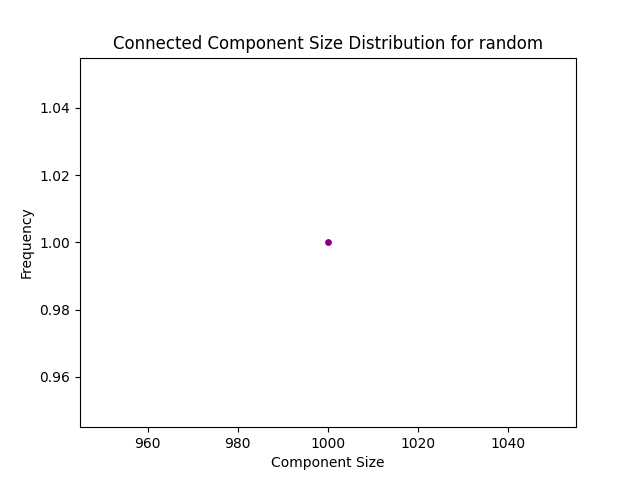 Connected Component Size Distribution for random
1.04
1.02
1.00
0.98
0.96
Frequency
960 980 1000 1020 1040
Component Size